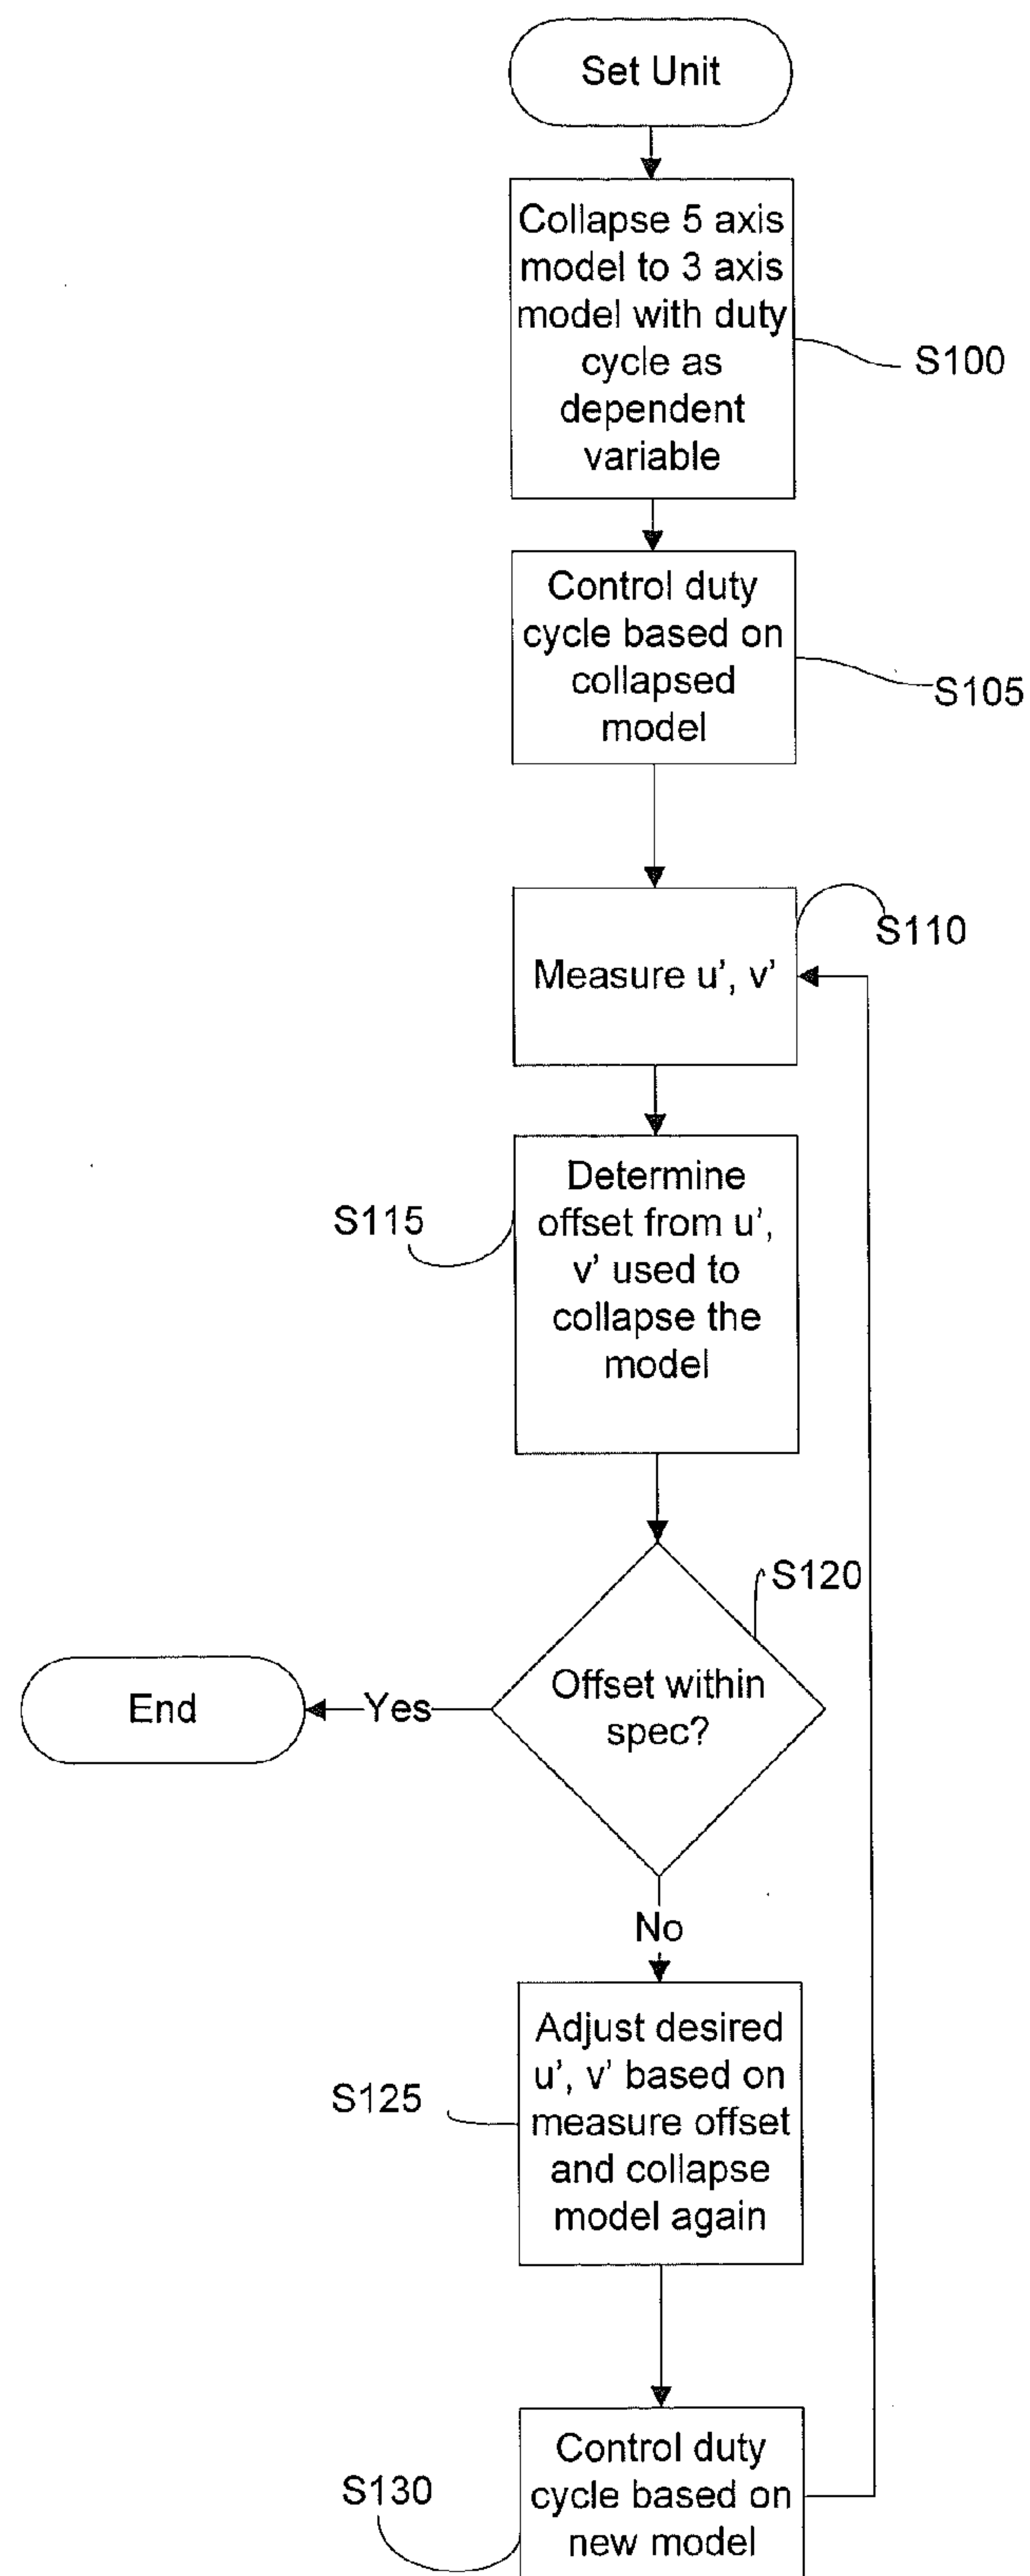 Set Unit
Collapse 5 axis
model to 3 axis
model with duty
cycle as
dependent
variable
S100
Control duty
cycle based on
collapsed
model
S105
S110
Measure u', v'
Determine
offset from u',
v' used to
collapse the
model
S115
S120
Offset within
spec?
Yes
End
No
Adjust desired
u', v' based on
measure offset
and collapse
model again
S125
Control duty
cycle based on
new model
S130